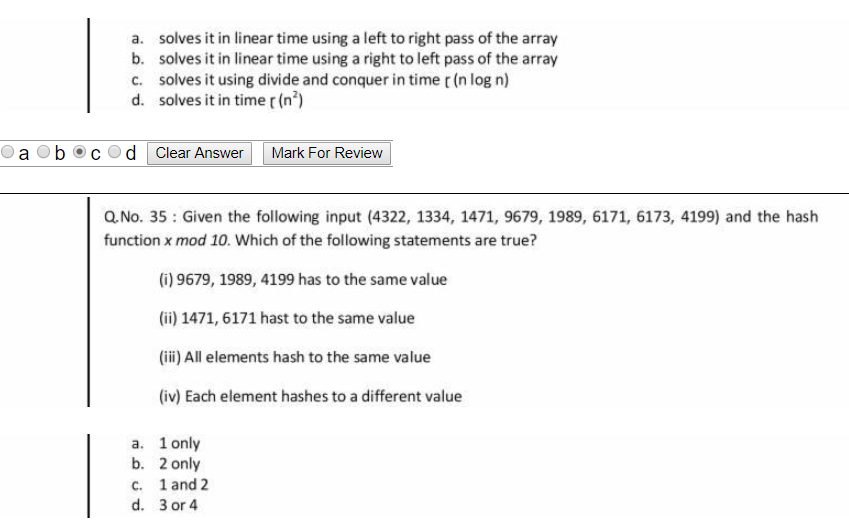 a. solves it in linear time using a left to right pass of the array
b. solves it in linear time using a right to left pass of the array
c. solves it using divide and conquer in time ɽ (n log n)
d. solves it in time ɽ (n²)
a b c d Clear Answer Mark For Review
Q.No. 35 : Given the following input (4322, 1334, 1471, 9679, 1989, 6171, 6173, 4199) and the hash
function x mod 10. Which of the following statements are true?
(i) 9679, 1989, 4199 has to the same value
(ii) 1471, 6171 hast to the same value
(iii) All elements hash to the same value
(iv) Each element hashes to a different value
a. 1 only
b. 2 only
c. 1 and 2
d. 3 or 4